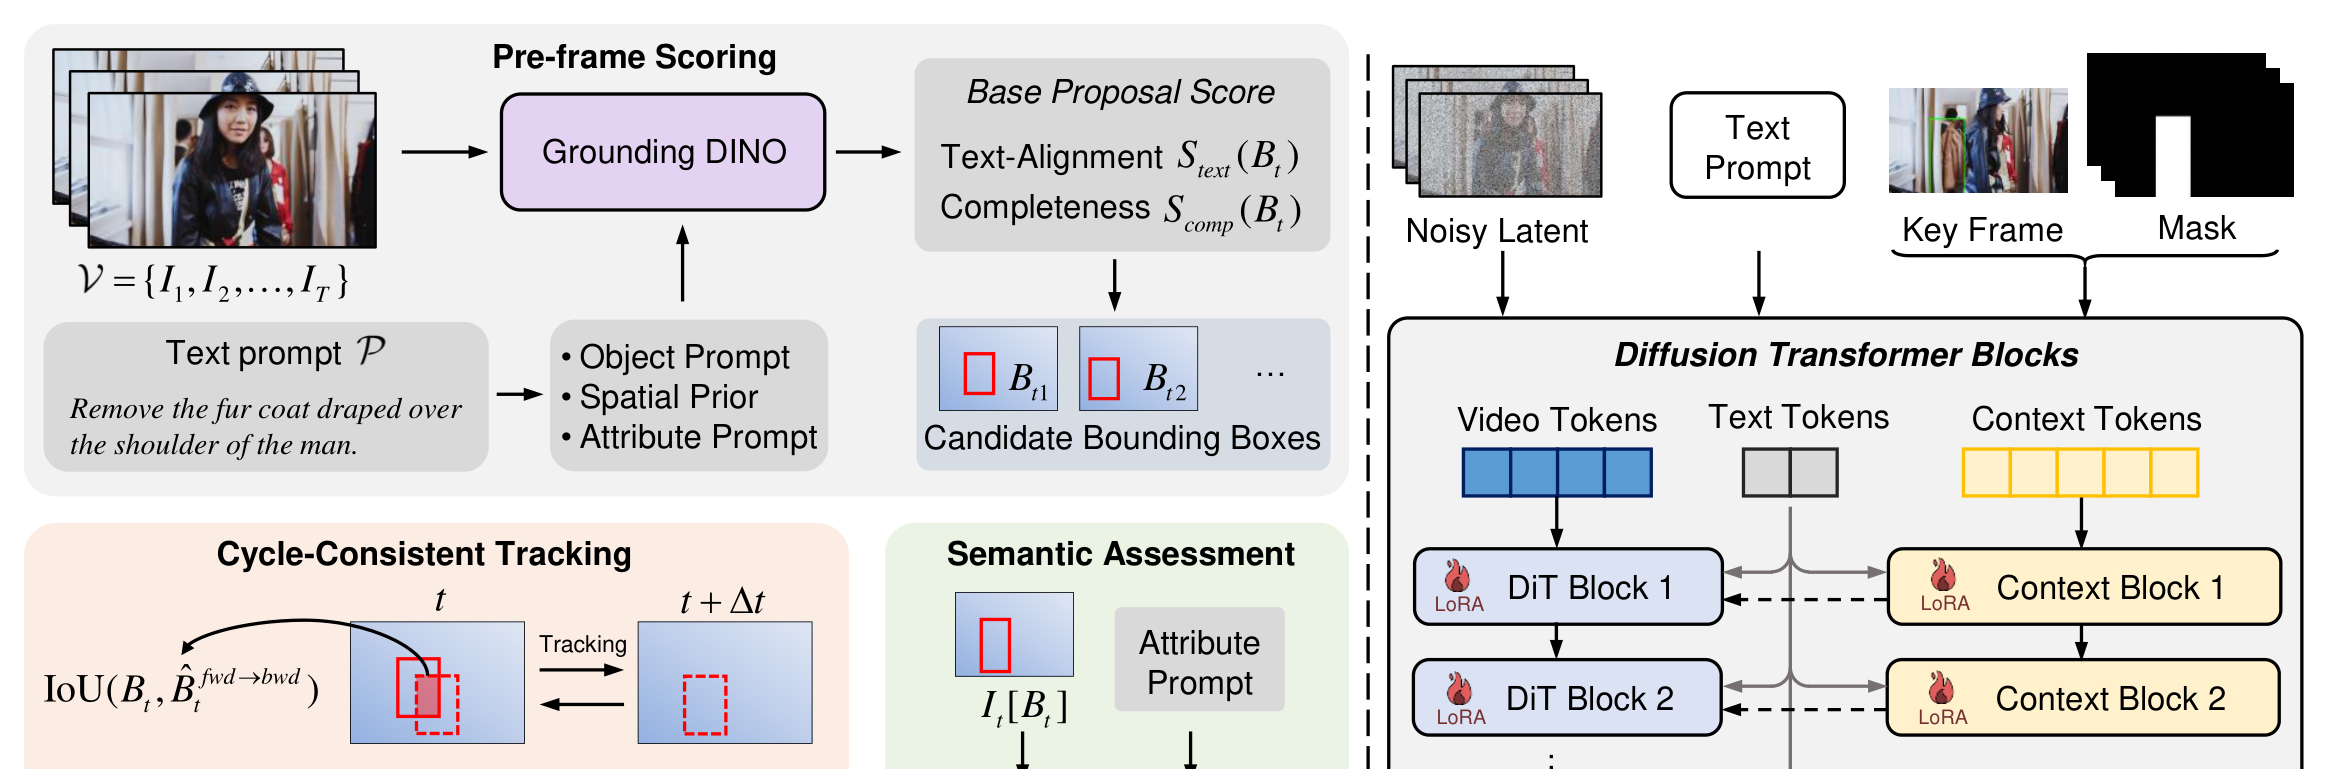 Pre-frame Scoring
𝒱 = {I_1, I_2, ..., I_T}
Grounding DINO
Base Proposal Score
Text-Alignment S_text(B_t)
Completeness S_comp(B_t)
Text prompt 𝒫
Remove the fur coat draped over
the shoulder of the man.
• Object Prompt
• Spatial Prior
• Attribute Prompt
B_t1
B_t2
...
Candidate Bounding Boxes
Cycle-Consistent Tracking
t
t + Δt
Tracking
IoU(B_t, B̂_t^{fwd→bwd})
Semantic Assessment
I_t[B_t]
Attribute
Prompt
Noisy Latent
Text
Prompt
Key Frame
Mask
Diffusion Transformer Blocks
Video Tokens
Text Tokens
Context Tokens
LoRA
DiT Block 1
LoRA
Context Block 1
LoRA
DiT Block 2
LoRA
Context Block 2